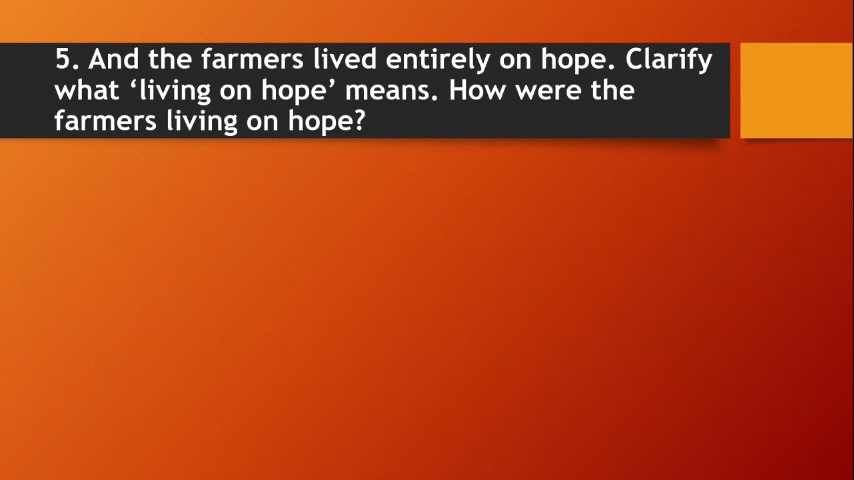 5. And the farmers lived entirely on hope. Clarify
what ‘living on hope’ means. How were the
farmers living on hope?